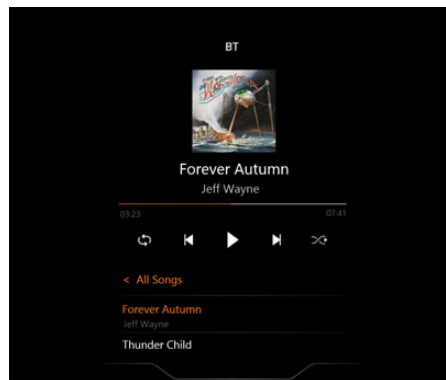 BT
Forever Autumn
Jeff Wayne
03:23 07:41
< All Songs
Forever Autumn
Jeff Wayne
Thunder Child